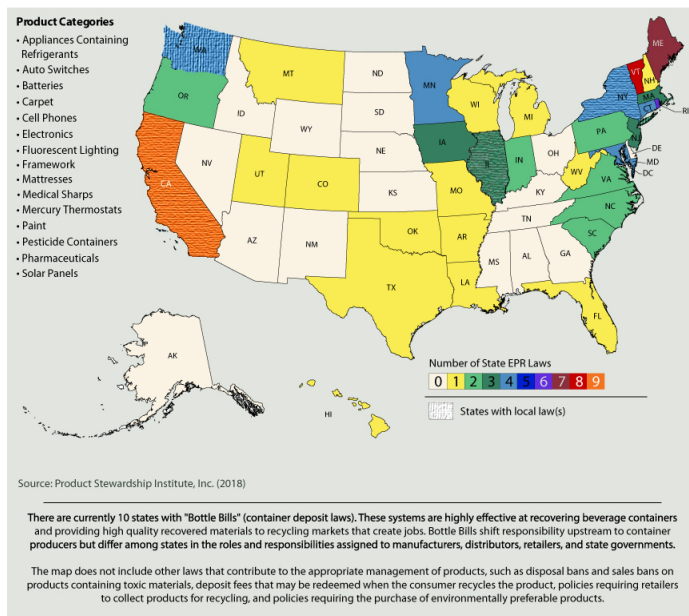 Product Categories
• Appliances Containing
Refrigerants
• Auto Switches
• Batteries
• Carpet
• Cell Phones
• Electronics
• Fluorescent Lighting
• Framework
• Mattresses
• Medical Sharps
• Mercury Thermostats
• Paint
• Pesticide Containers
• Pharmaceuticals
• Solar Panels
WA
MT
ND
MN
ME
VT
NH
OR
ID
SD
WI
MI
NY
MA
CT
RI
WY
IA
NE
PA
NJ
NV
UT
CO
IL
IN
OH
DE
MD
DC
CA
KS
MO
WV
VA
KY
NC
TN
AZ
NM
OK
AR
SC
MS
AL
GA
TX
LA
FL
AK
HI
Number of State EPR Laws
0 1 2 3 4 5 6 7 8 9
States with local law(s)
Source: Product Stewardship Institute, Inc. (2018)
There are currently 10 states with "Bottle Bills" (container deposit laws). These systems are highly effective at recovering beverage containers
and providing high quality recovered materials to recycling markets that create jobs. Bottle Bills shift responsibility upstream to container
producers but differ among states in the roles and responsibilities assigned to manufacturers, distributors, retailers, and state governments.
The map does not include other laws that contribute to the appropriate management of products, such as disposal bans and sales bans on
products containing toxic materials, deposit fees that may be redeemed when the consumer recycles the product, policies requiring retailers
to collect products for recycling, and policies requiring the purchase of environmentally preferable products.